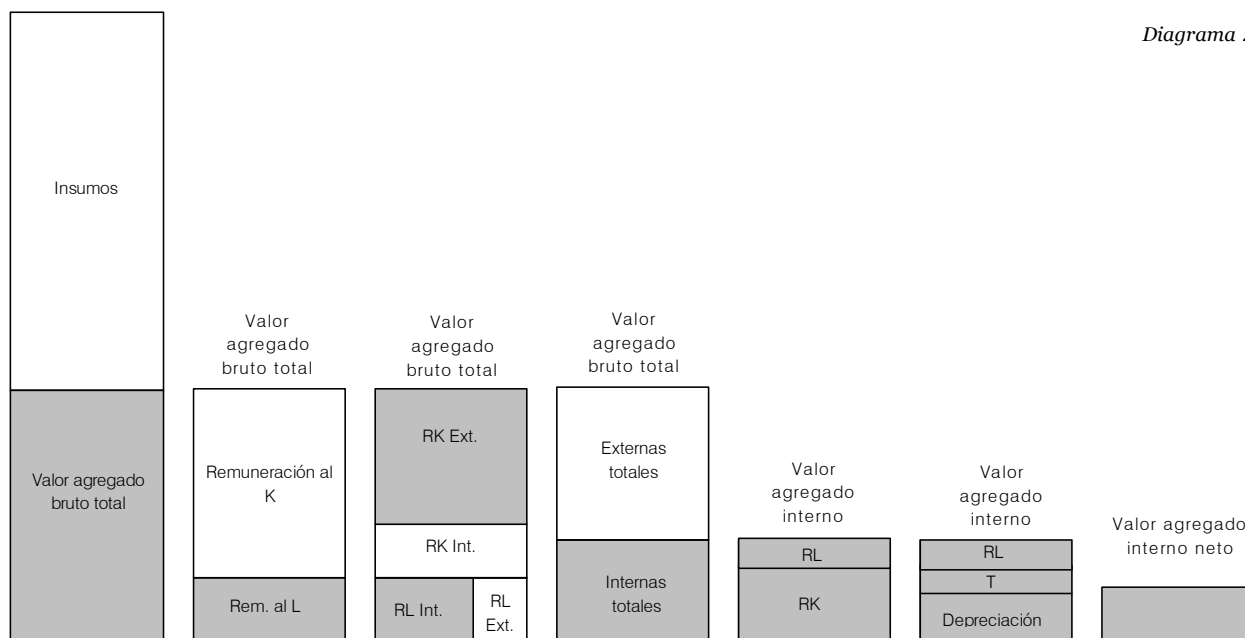 Diagrama
Insumos
Valor agregado
bruto total
Valor
agregado
bruto total
Remuneración al
K
Rem. al L
Valor
agregado
bruto total
RK Ext.
RK Int.
RL Int.
RL
Ext.
Valor
agregado
bruto total
Externas
totales
Internas
totales
Valor
agregado
interno
RL
RK
Valor
agregado
interno
RL
T
Depreciación
Valor agregado
interno neto